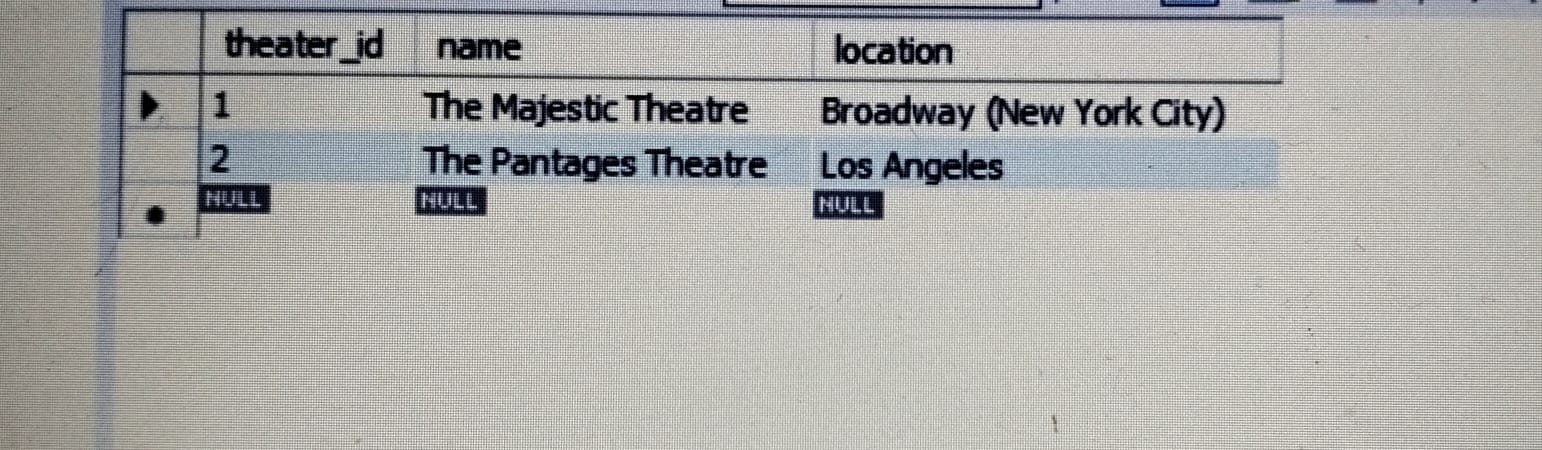 theater_id name location
1 The Majestic Theatre Broadway (New York City)
2 The Pantages Theatre Los Angeles
NULL NULL NULL